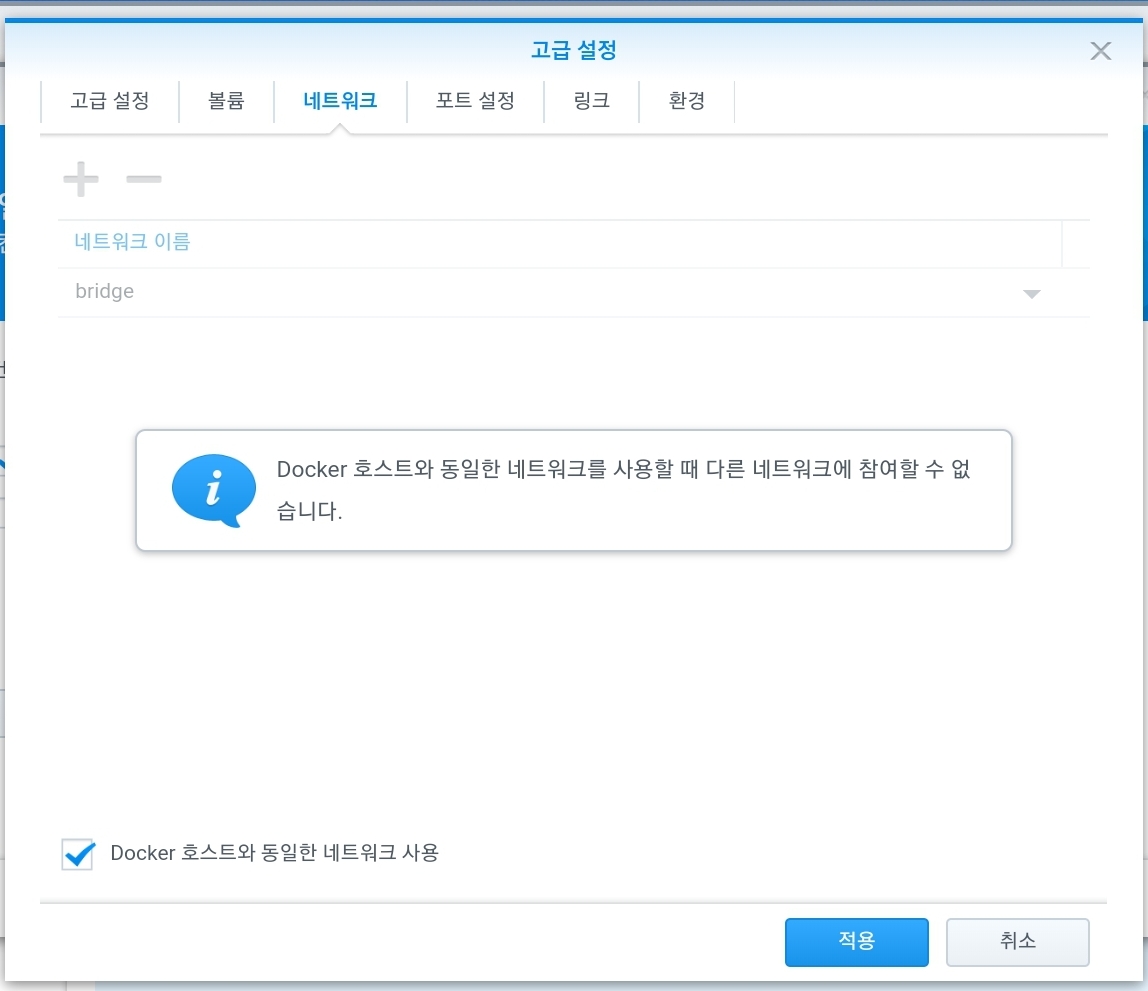 고급 설정
고급 설정
볼륨
네트워크
포트 설정
링크
환경
네트워크 이름
bridge
Docker 호스트와 동일한 네트워크를 사용할 때 다른 네트워크에 참여할 수 없
습니다.
Docker 호스트와 동일한 네트워크 사용
적용
취소